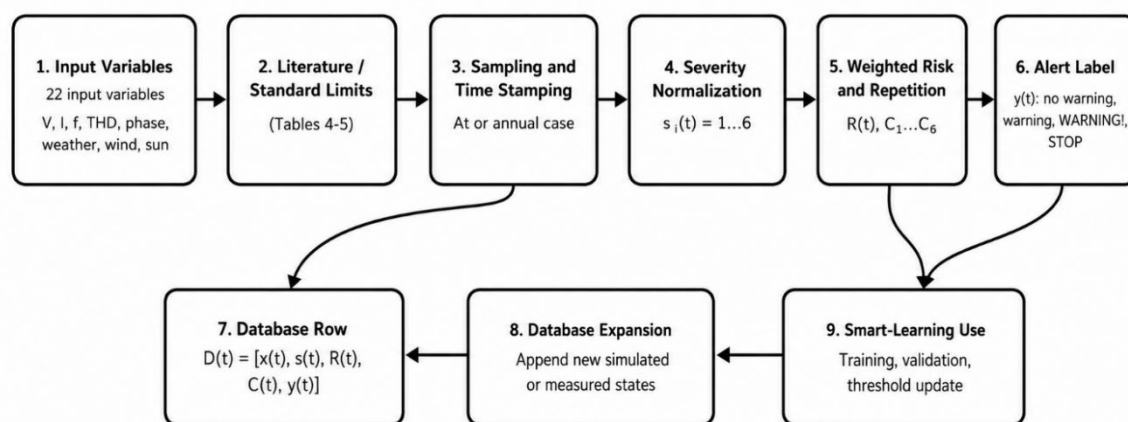 1. Input Variables
22 input variables
V, I, f, THD, phase,
weather, wind, sun
2. Literature /
Standard Limits
(Tables 4-5)
3. Sampling and
Time Stamping
At or annual case
4. Severity
Normalization
s i(t) = 1...6
5. Weighted Risk
and Repetition
R(t), C₁...C₆
6. Alert Label
y(t): no warning,
warning, WARNING!,
STOP
7. Database Row
D(t) = [x(t), s(t), R(t),
C(t), y(t)]
8. Database Expansion
Append new simulated
or measured states
9. Smart-Learning Use
Training, validation,
threshold update